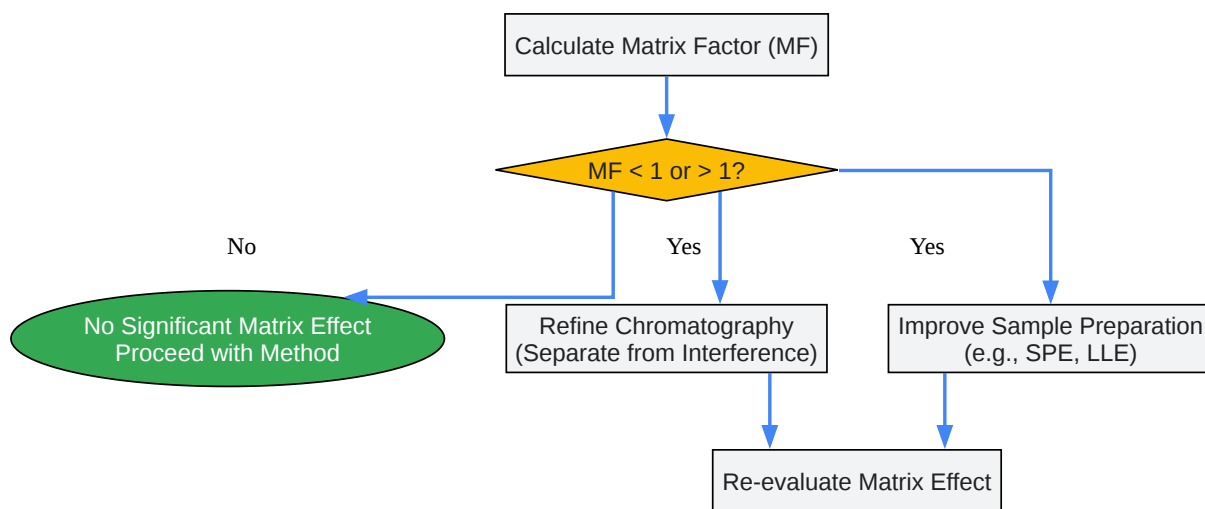 Calculate Matrix Factor (MF)
MF < 1 or > 1?
No
Yes
Yes
No Significant Matrix Effect
Proceed with Method
Refine Chromatography
(Separate from Interference)
Improve Sample Preparation
(e.g., SPE, LLE)
Re-evaluate Matrix Effect